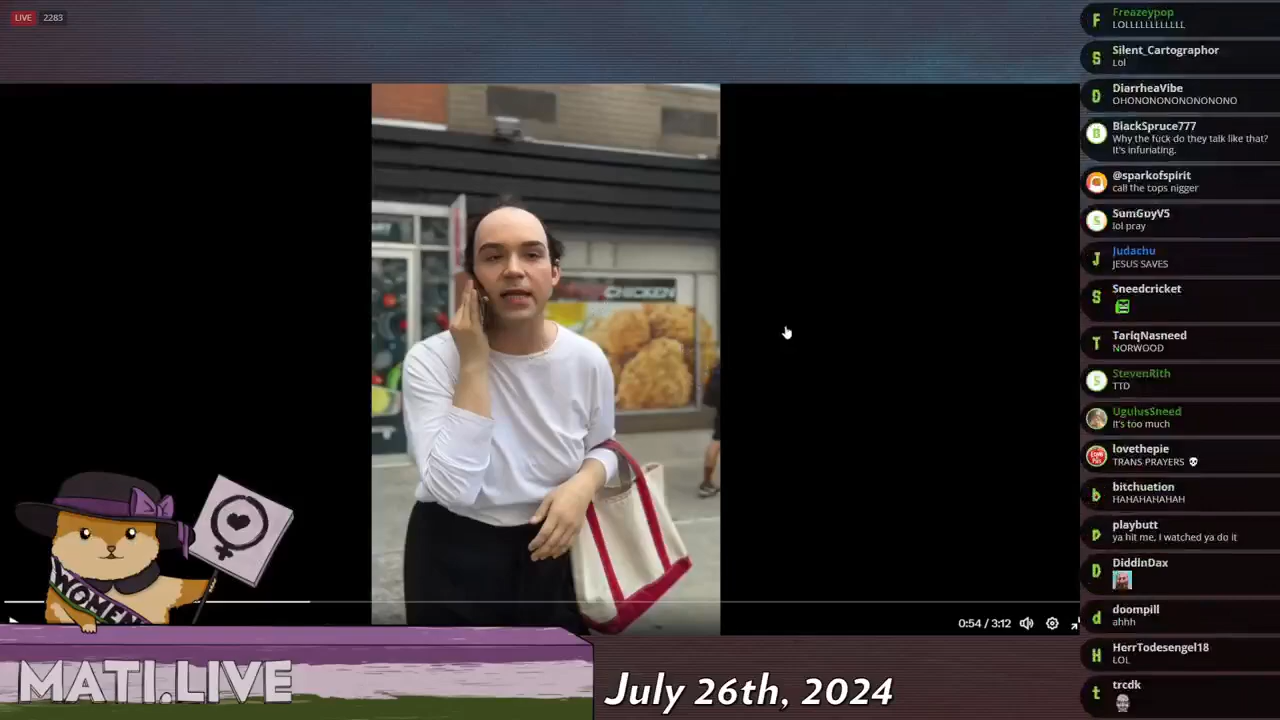 LIVE 2283
CHICKEN
0:54 / 3:12
WOMEN
MATI.LIVE
July 26th, 2024
Freazeypop
LOLLLLLLLLLLL
Silent_Cartographor
Lol
DiarrheaVibe
OHONONONONONONONO
BlackSpruce777
Why the fuck do they talk like that?
It's infuriating.
@sparkofspirit
call the tops nigger
SumGuyV5
lol pray
Judachu
JESUS SAVES
Sneedcricket
TariqNasneed
NORWOOD
StevenRith
TTD
UgulusSneed
It's too much
lovethepie
TRANS PRAYERS 💀
bitchuation
HAHAHAHAHAH
playbutt
ya hit me, I watched ya do it
DiddlnDax
doompill
ahhh
HerrTodesengel18
LOL
trcdk